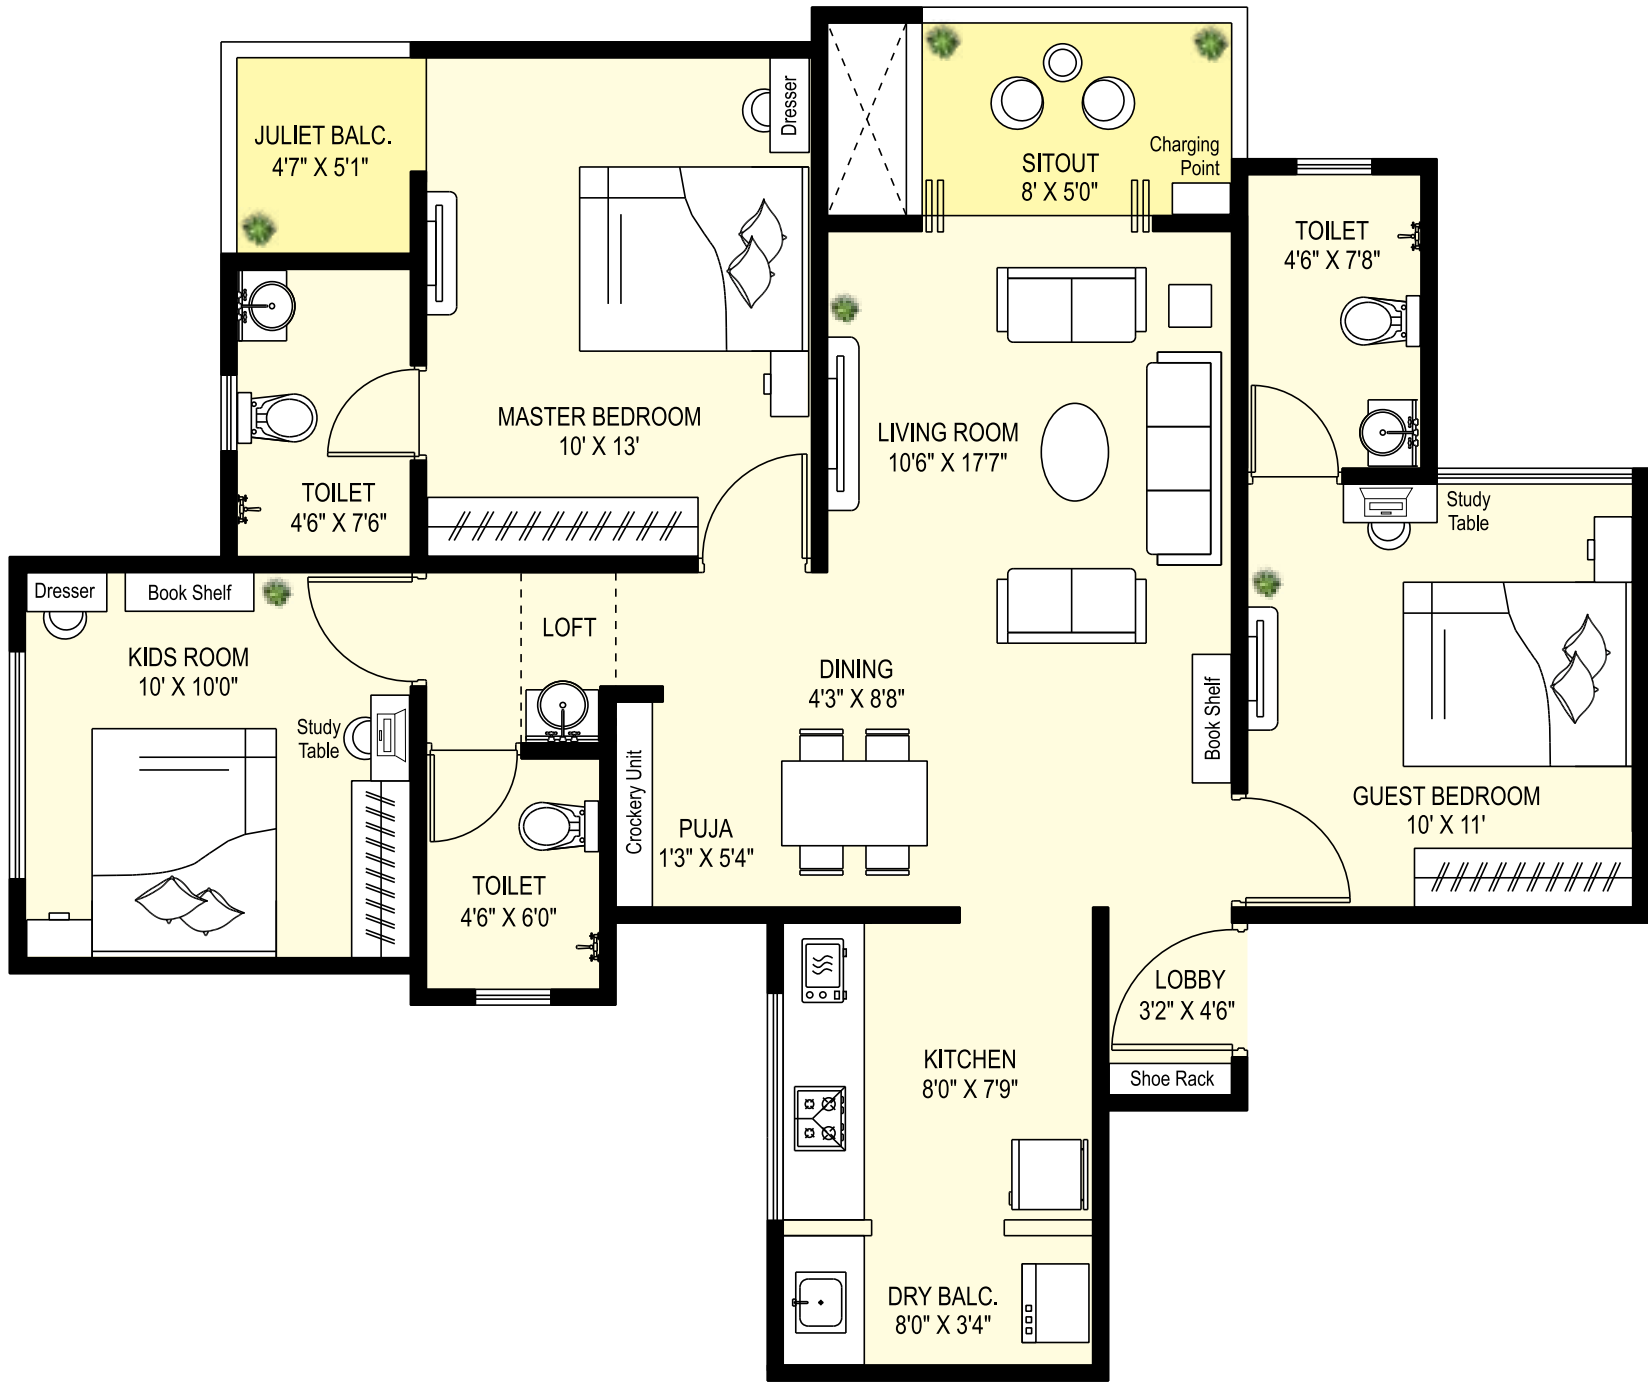 JULIET BALC.
4'7" X 5'1"
Dresser
SITOUT
8' X 5'0"
Charging
Point
TOILET
4'6" X 7'8"
MASTER BEDROOM
10' X 13'
LIVING ROOM
10'6" X 17'7"
TOILET
4'6" X 7'6"
Study
Table
Dresser
Book Shelf
LOFT
KIDS ROOM
10' X 10'0"
DINING
4'3" X 8'8"
Study
Table
Book Shelf
Crockery Unit
PUJA
1'3" X 5'4"
GUEST BEDROOM
10' X 11'
TOILET
4'6" X 6'0"
LOBBY
3'2" X 4'6"
KITCHEN
8'0" X 7'9"
Shoe Rack
DRY BALC.
8'0" X 3'4"